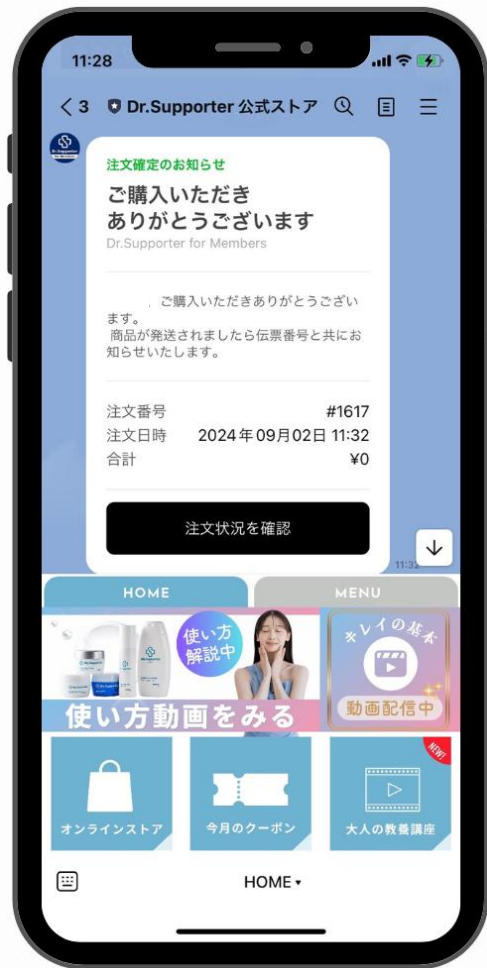 11:28
3 Dr.Supporter 公式ストア
注文確定のお知らせ
ご購入いただき
ありがとうございます
Dr.Supporter for Members
、ご購入いただきありがとうござい
ます。
商品が発送されましたら伝票番号と共にお
知らせいたします。
注文番号 #1617
注文日時 2024年09月02日 11:32
合計 ¥0
注文状況を確認
11:32
HOME MENU
使い方
解説中
使い方動画をみる
キレイの基本
動画配信中
NEW!
オンラインストア
今月のクーポン
大人の教養講座
HOME